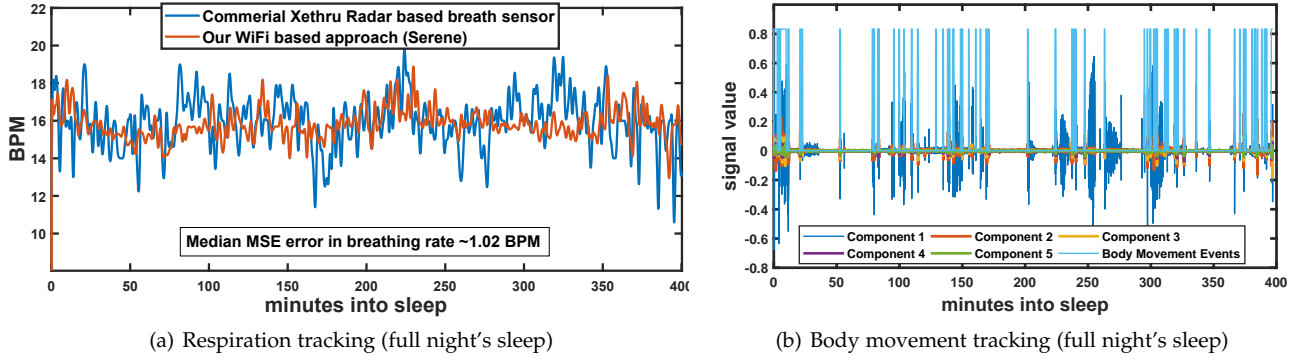 22
20
18
16
14
12
10
BPM
Commerial Xethru Radar based breath sensor
Our WiFi based approach (Serene)
Median MSE error in breathing rate ~1.02 BPM
0 50 100 150 200 250 300 350 400
minutes into sleep
(a) Respiration tracking (full night's sleep)
0.8
0.6
0.4
0.2
0
-0.2
-0.4
-0.6
-0.8
signal value
Component 1 Component 2 Component 3
Component 4 Component 5 Body Movement Events
0 50 100 150 200 250 300 350 400
minutes into sleep
(b) Body movement tracking (full night's sleep)